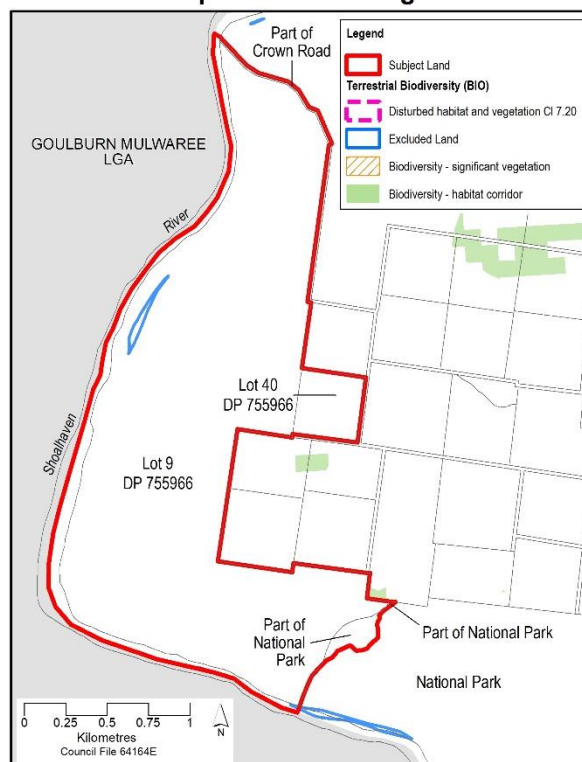 Part of
Crown Road
Legend
Subject Land
Terrestrial Biodiversity (BIO)
Disturbed habitat and vegetation Cl 7.20
Excluded Land
Biodiversity - significant vegetation
Biodiversity - habitat corridor
GOULBURN MULWAREE
LGA
River
Lot 40
DP 755966
Shoalhaven
Lot 9
DP 755966
Part of
National
Park
Part of National Park
National Park
0 0.25 0.5 0.75 1
Kilometres
Council File 64164E
N